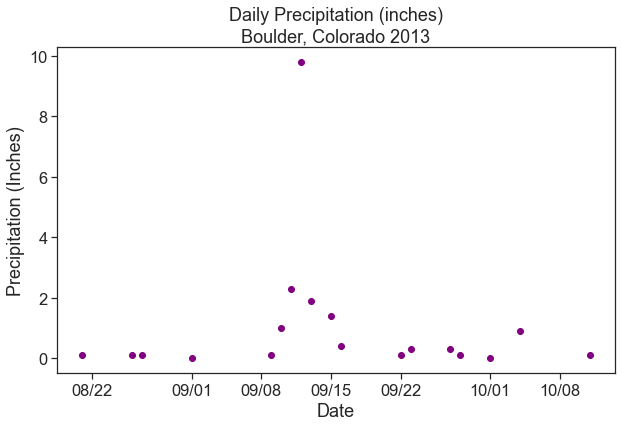 Daily Precipitation (inches)
Boulder, Colorado 2013
Precipitation (Inches)
10
8
6
4
2
0
08/22 09/01 09/08 09/15 09/22 10/01 10/08
Date